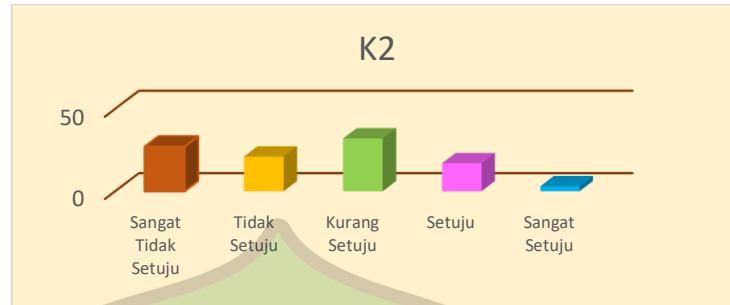 K2
50
0
Sangat Tidak Setuju
Tidak Setuju
Kurang Setuju
Setuju
Sangat Setuju